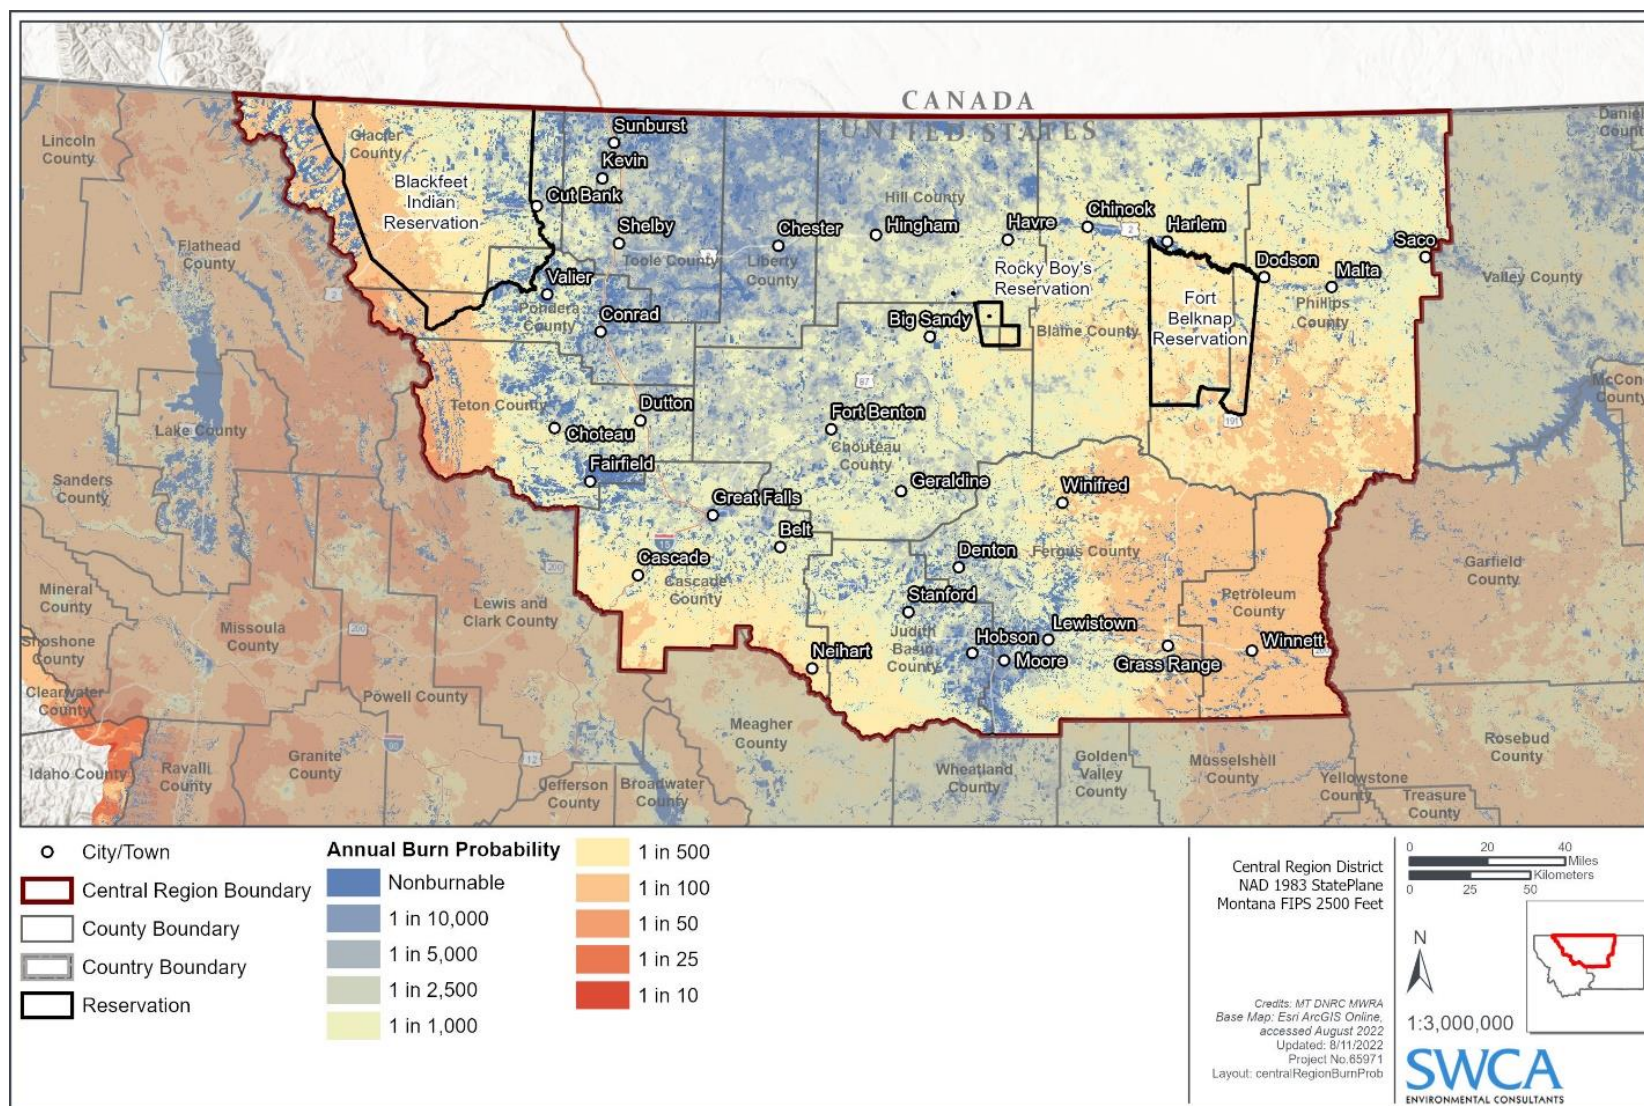 CANADA
UNITED STATES
Lincoln
County
Glacier
County
Blackfeet
Indian
Reservation
Sunburst
Kevin
Cut Bank
Shelby
Toole County
Chester
Liberty
County
Hill County
Hingham
Havre
Chinook
2
Harlem
Dodson
Malta
Saco
Valley County
Flathead
County
2
Valier
Pondera
County
Conrad
Rocky Boy's
Reservation
Big Sandy
Blaine County
Fort
Belknap
Reservation
Phillips
County
191
87
Lake County
Sanders
County
Teton County
Choteau
Dutton
Fairfield
Fort Benton
Chouteau
County
Geraldine
Great Falls
15
Belt
Cascade
Cascade
County
Winifred
Denton
Fergus County
Stanford
Judith
Basin
County
Hobson
Moore
Lewistown
Grass Range
Petroleum
County
Winnett
200
Garfield
County
Neihart
Mineral
County
Shoshone
County
Missoula
County
200
Lewis and
Clark County
200
Clearwater
County
Powell County
Idaho County
Ravalli
County
Granite
County
12
Jefferson
County
Broadwater
County
Meagher
County
Wheatland
County
Golden
Valley
County
Musselshell
County
Yellowstone
County
Treasure
County
Rosebud
County
City/Town
Central Region Boundary
County Boundary
Country Boundary
Reservation
Annual Burn Probability
Nonburnable
1 in 10,000
1 in 5,000
1 in 2,500
1 in 1,000
1 in 500
1 in 100
1 in 50
1 in 25
1 in 10
Central Region District
NAD 1983 StatePlane
Montana FIPS 2500 Feet
Credits: MT DNRC MWRA
Base Map: Esri ArcGIS Online,
accessed August 2022
Updated: 8/11/2022
Project No.65971
Layout: centralRegionBurnProb
0 20 40
Miles
Kilometers
0 25 50
N
1:3,000,000
SWCA
ENVIRONMENTAL CONSULTANTS